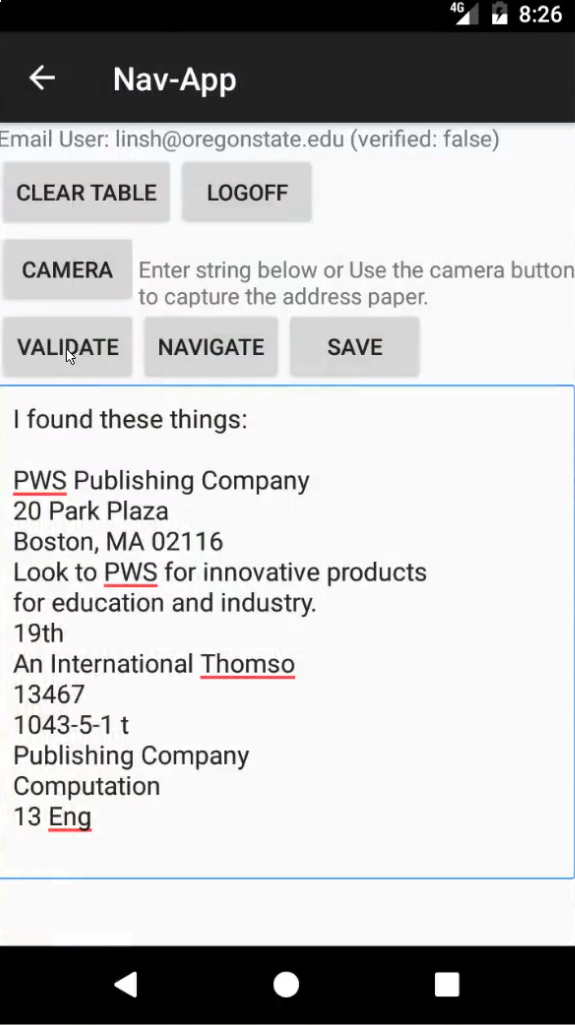 4G 8:26
Nav-App
Email User: linsh@oregonstate.edu (verified: false)
CLEAR TABLE LOGOFF
CAMERA Enter string below or Use the camera button
to capture the address paper.
VALIDATE NAVIGATE SAVE
I found these things:
PWS Publishing Company
20 Park Plaza
Boston, MA 02116
Look to PWS for innovative products
for education and industry.
19th
An International Thomso
13467
1043-5-1 t
Publishing Company
Computation
13 Eng